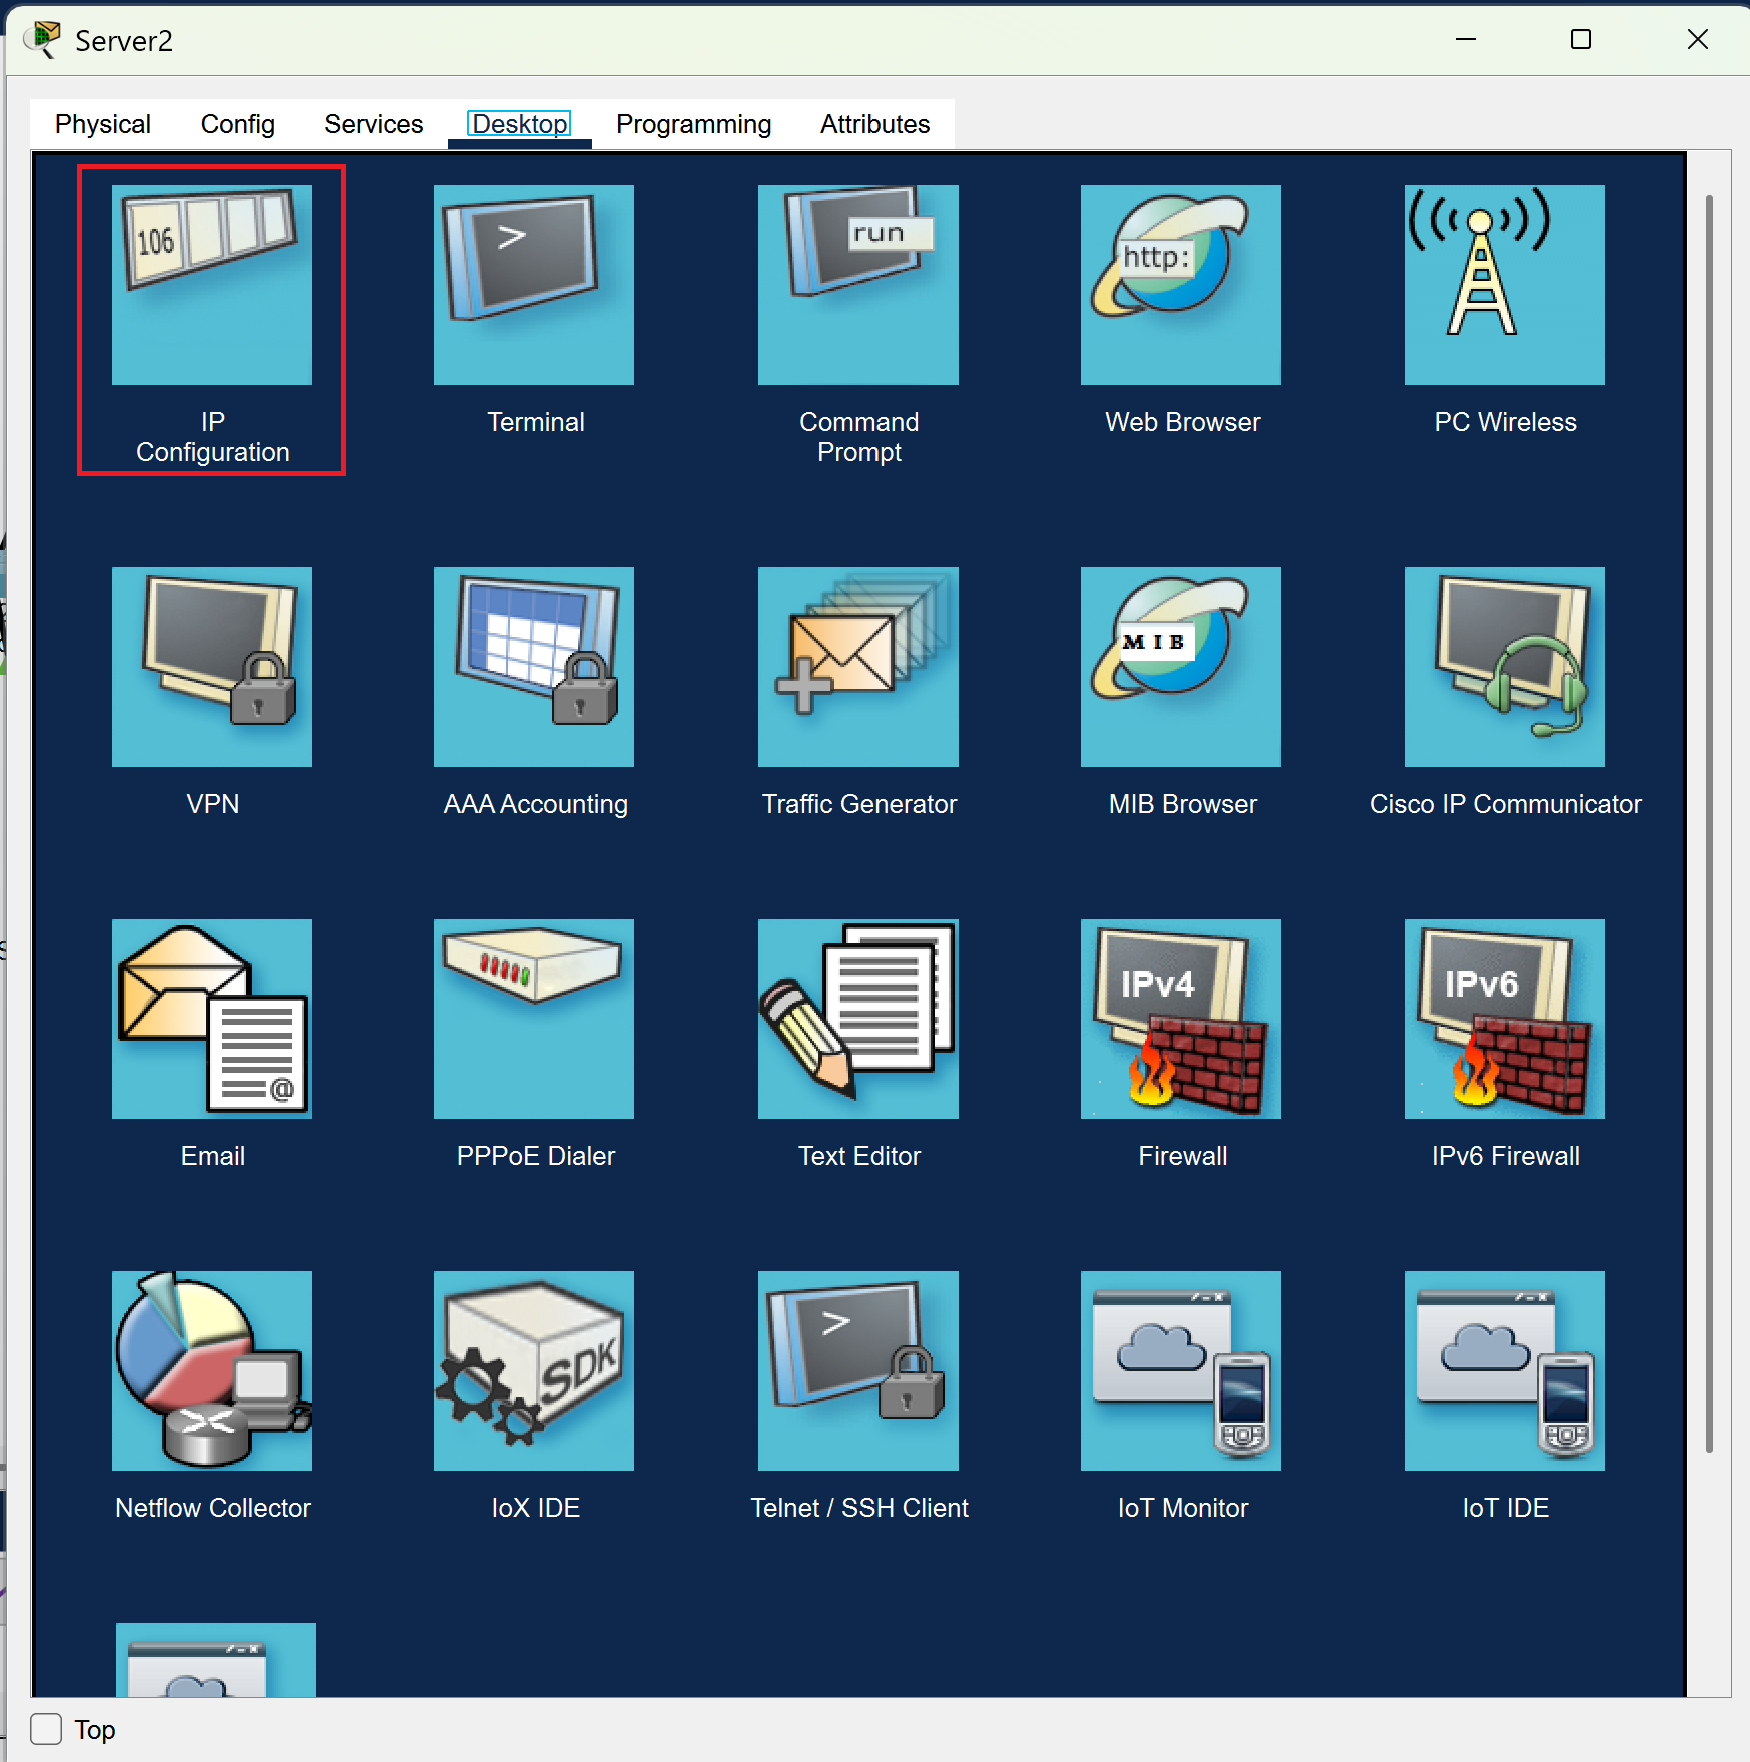 Server2
Physical Config Services Desktop Programming Attributes
106
>
run
http:
IP
Configuration
Terminal
Command
Prompt
Web Browser
PC Wireless
MIB
VPN
AAA Accounting
Traffic Generator
MIB Browser
Cisco IP Communicator
@
IPv4
IPv6
Email
PPPoE Dialer
Text Editor
Firewall
IPv6 Firewall
SDK
>
Netflow Collector
IoX IDE
Telnet / SSH Client
IoT Monitor
IoT IDE
Top